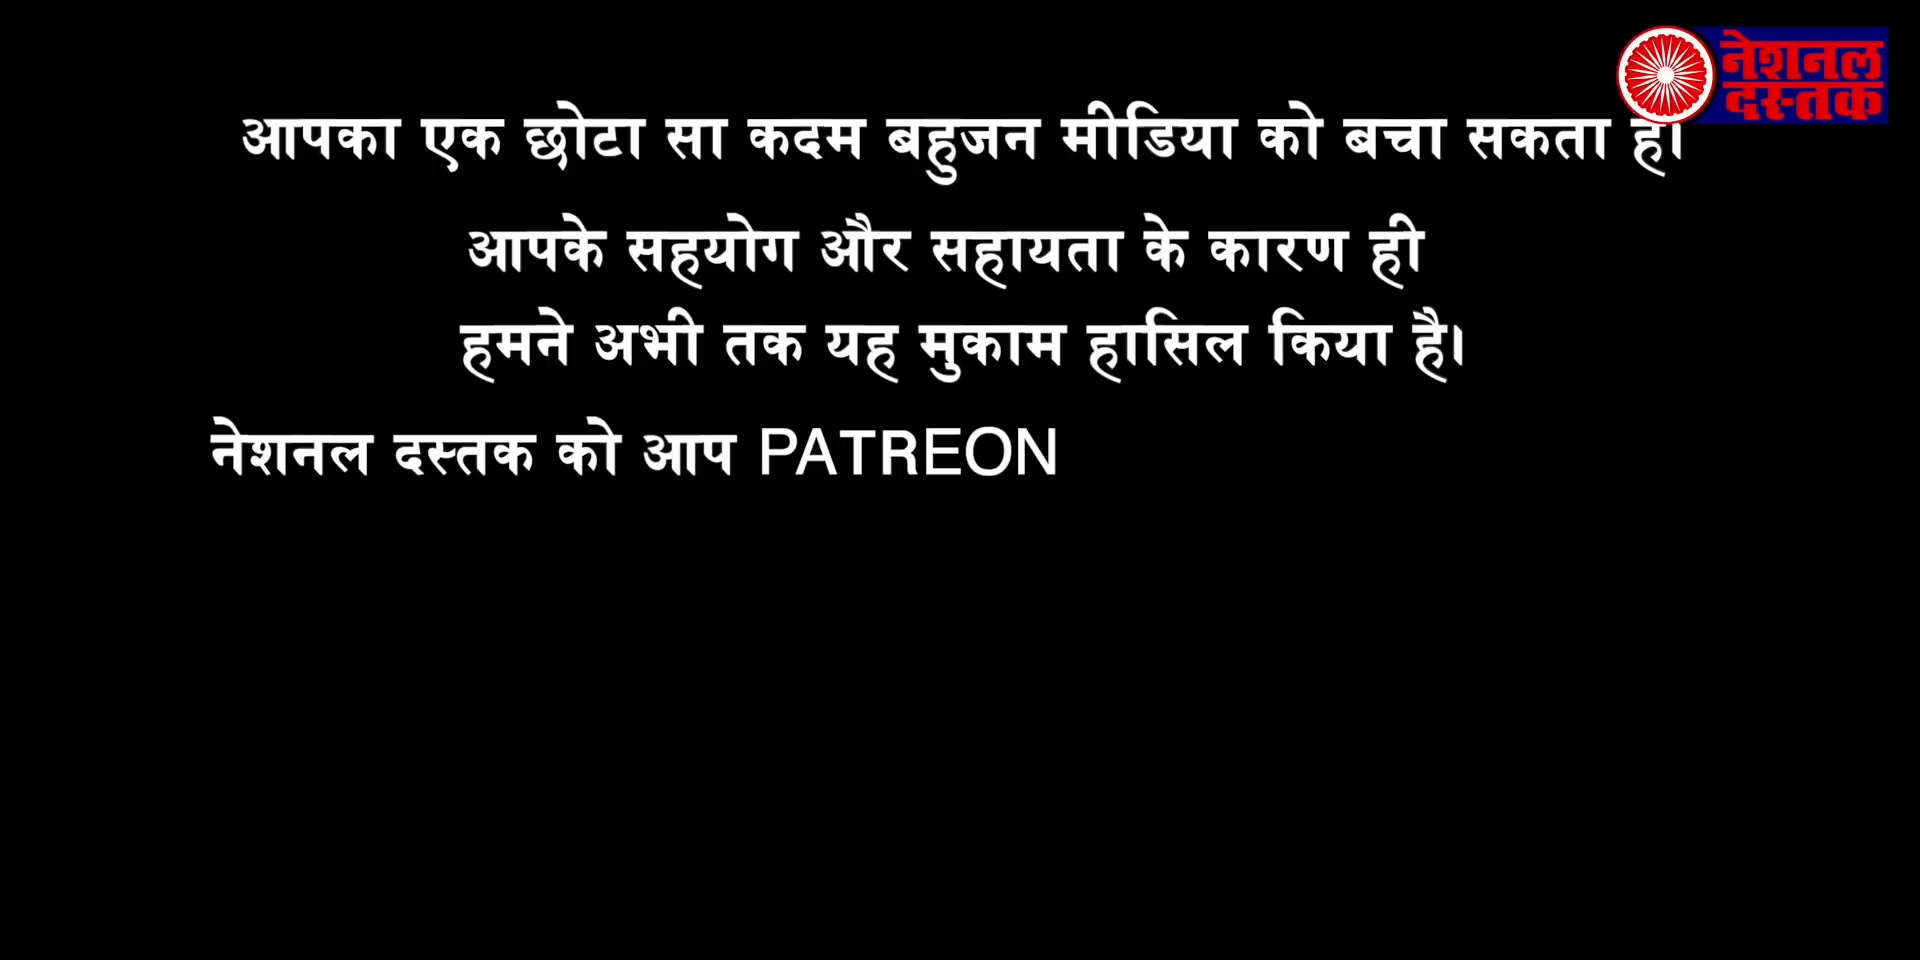 नेशनल
दस्तक
आपका एक छोटा सा कदम बहुजन मीडिया को बचा सकता है।
आपके सहयोग और सहायता के कारण ही
हमने अभी तक यह मुकाम हासिल किया है।
नेशनल दस्तक को आप PATREON